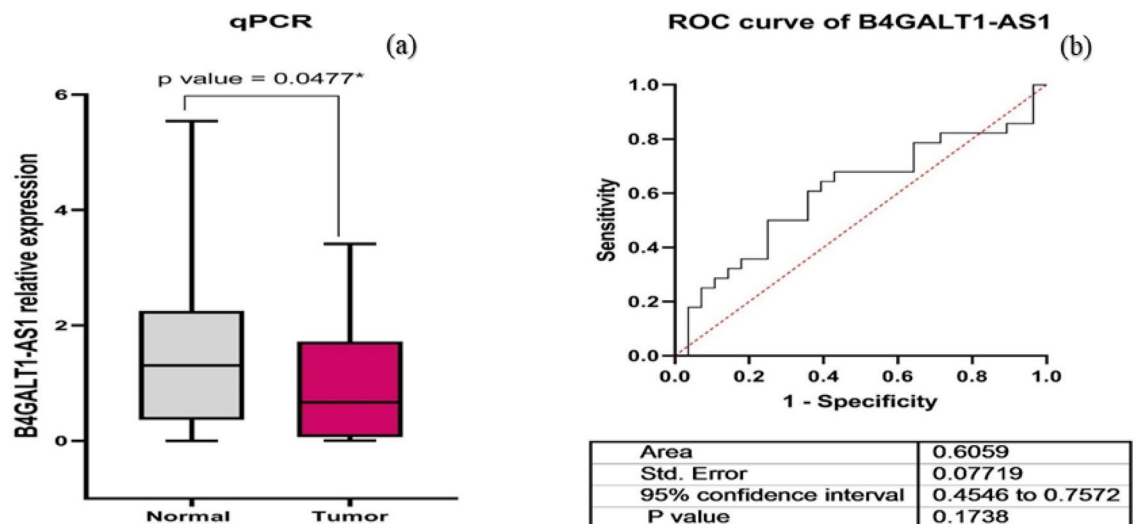 qPCR
(a)
p value = 0.0477*
6
4
2
0
B4GALT1-AS1 relative expression
Normal Tumor
ROC curve of B4GALT1-AS1
(b)
1.0
0.8
0.6
0.4
0.2
0.0
Sensitivity
0.0 0.2 0.4 0.6 0.8 1.0
1 - Specificity
Area 0.6059
Std. Error 0.07719
95% confidence interval 0.4546 to 0.7572
P value 0.1738